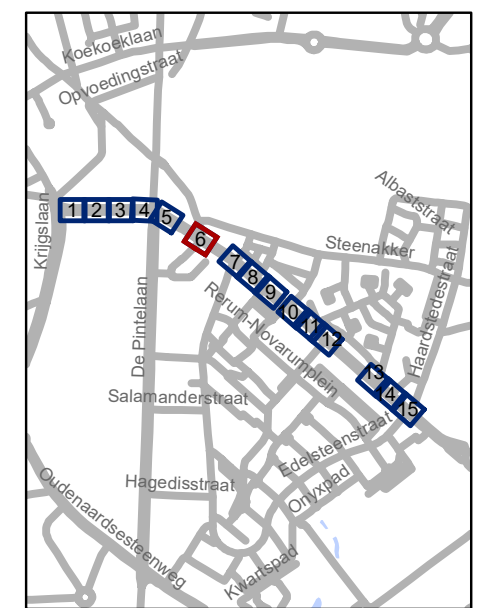 Koekoeklaan
Opvoedingstraat
Albaststraat
Krijgslaan
1 2 3 4 5
6
Steenakker
7
8
9
10
11
12
Haardstedestraat
De Pintelaan
Rerum-Novarumplein
13
14
15
Salamanderstraat
Edelsteenstraat
Hagedisstraat
Onyxpad
Oudenaardsesteenweg
Kwartspad